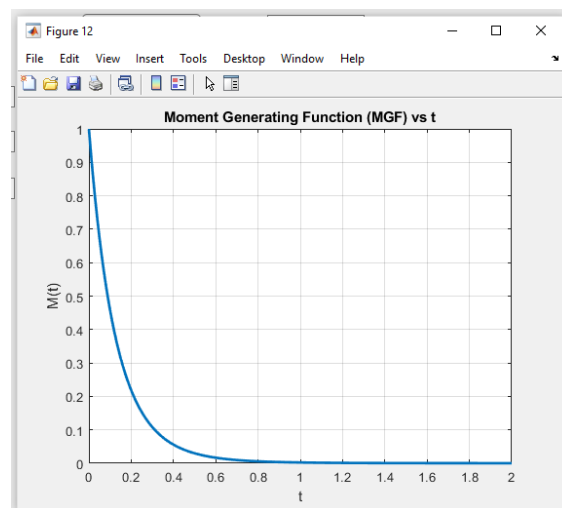 Figure 12
File Edit View Insert Tools Desktop Window Help
Moment Generating Function (MGF) vs t
1
0.9
0.8
0.7
0.6
0.5
0.4
0.3
0.2
0.1
0
M(t)
0 0.2 0.4 0.6 0.8 1 1.2 1.4 1.6 1.8 2
t